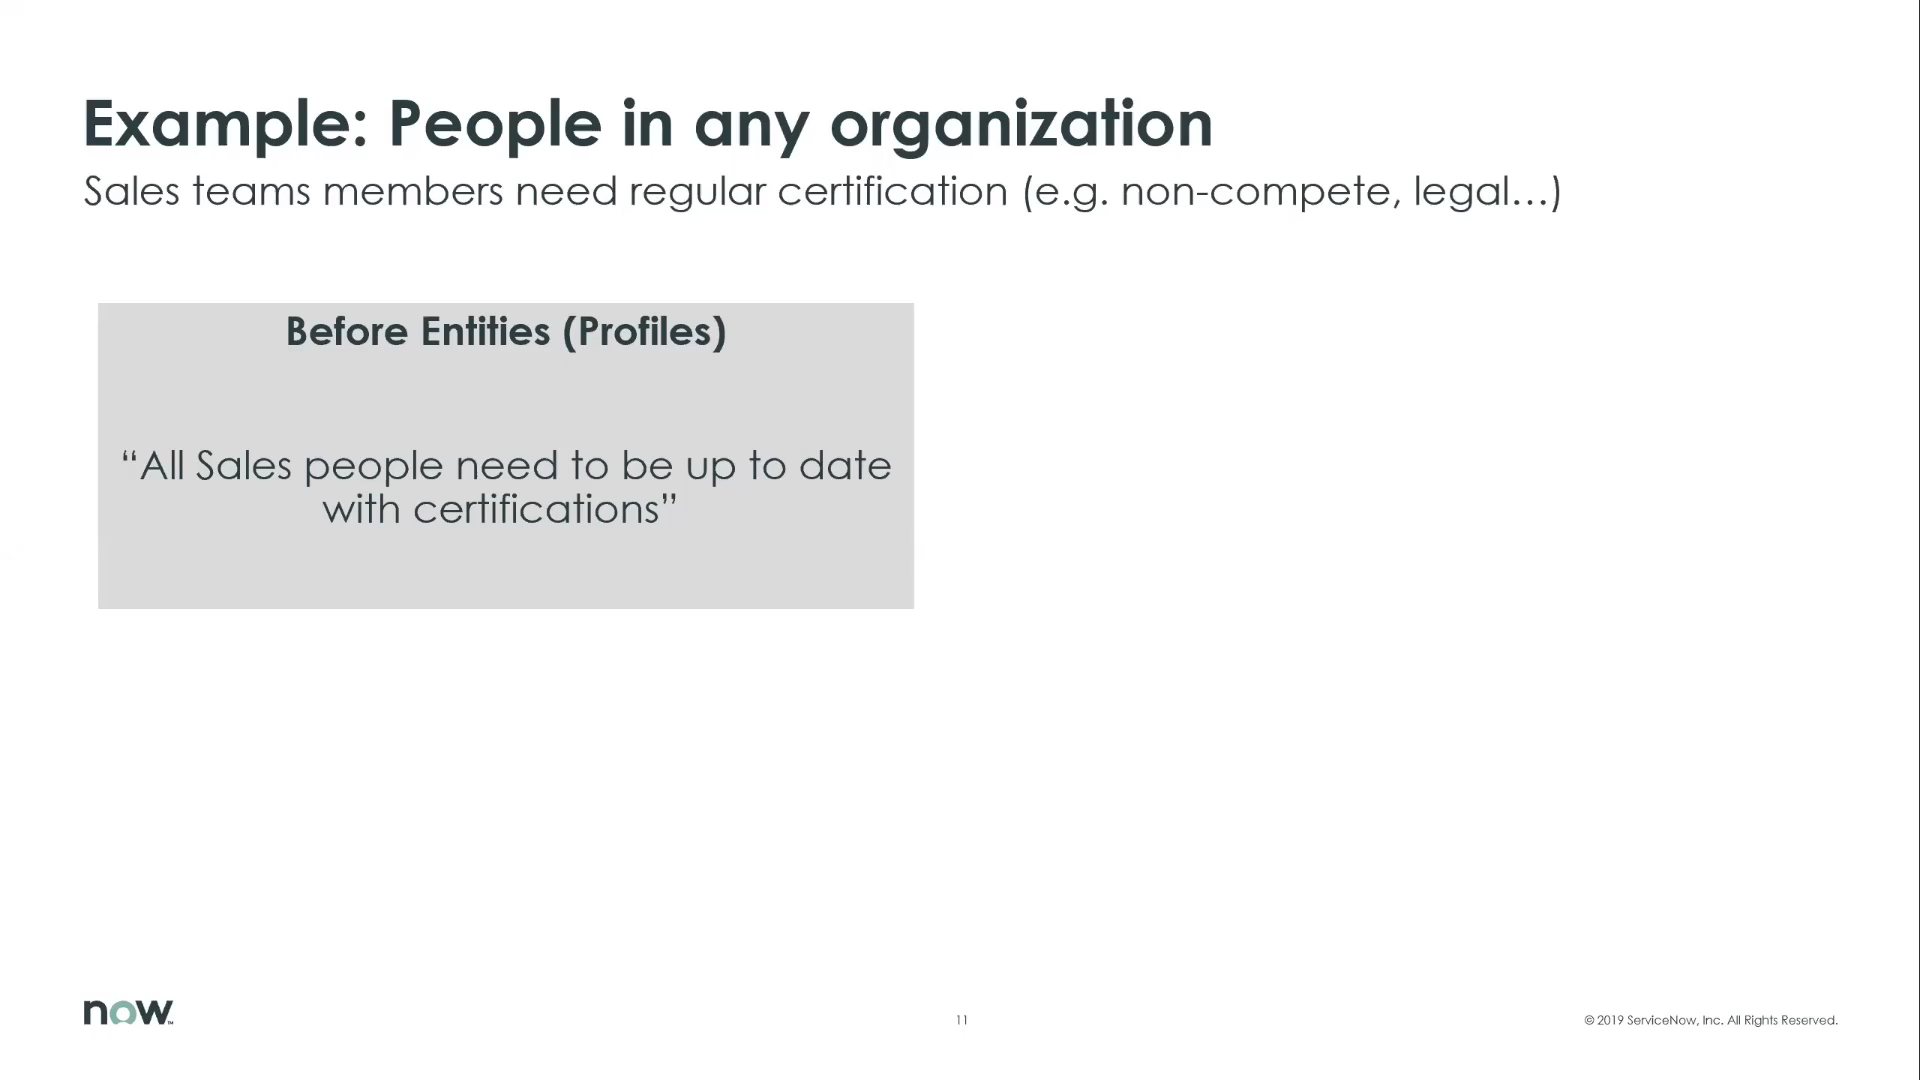 Example: People in any organization
Sales teams members need regular certification (e.g. non-compete, legal…)
Before Entities (Profiles)
“All Sales people need to be up to date
with certifications”
now™
11
© 2019 ServiceNow, Inc. All Rights Reserved.